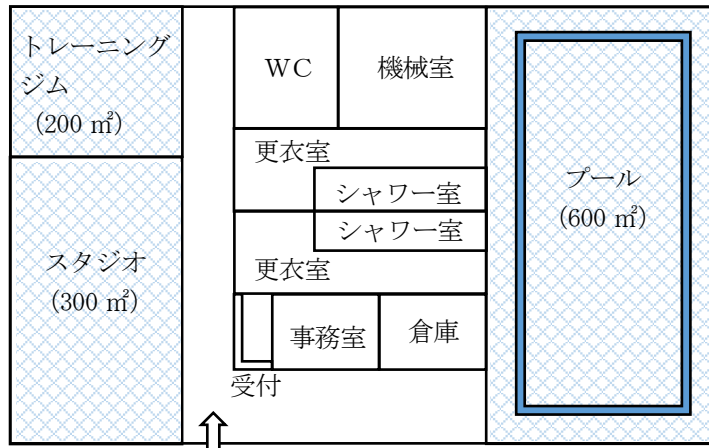 トレーニング
ジム
（200 ㎡）
スタジオ
（300 ㎡）
ＷＣ
機械室
更衣室
シャワー室
シャワー室
更衣室
事務室
倉庫
受付
プール
（600 ㎡）